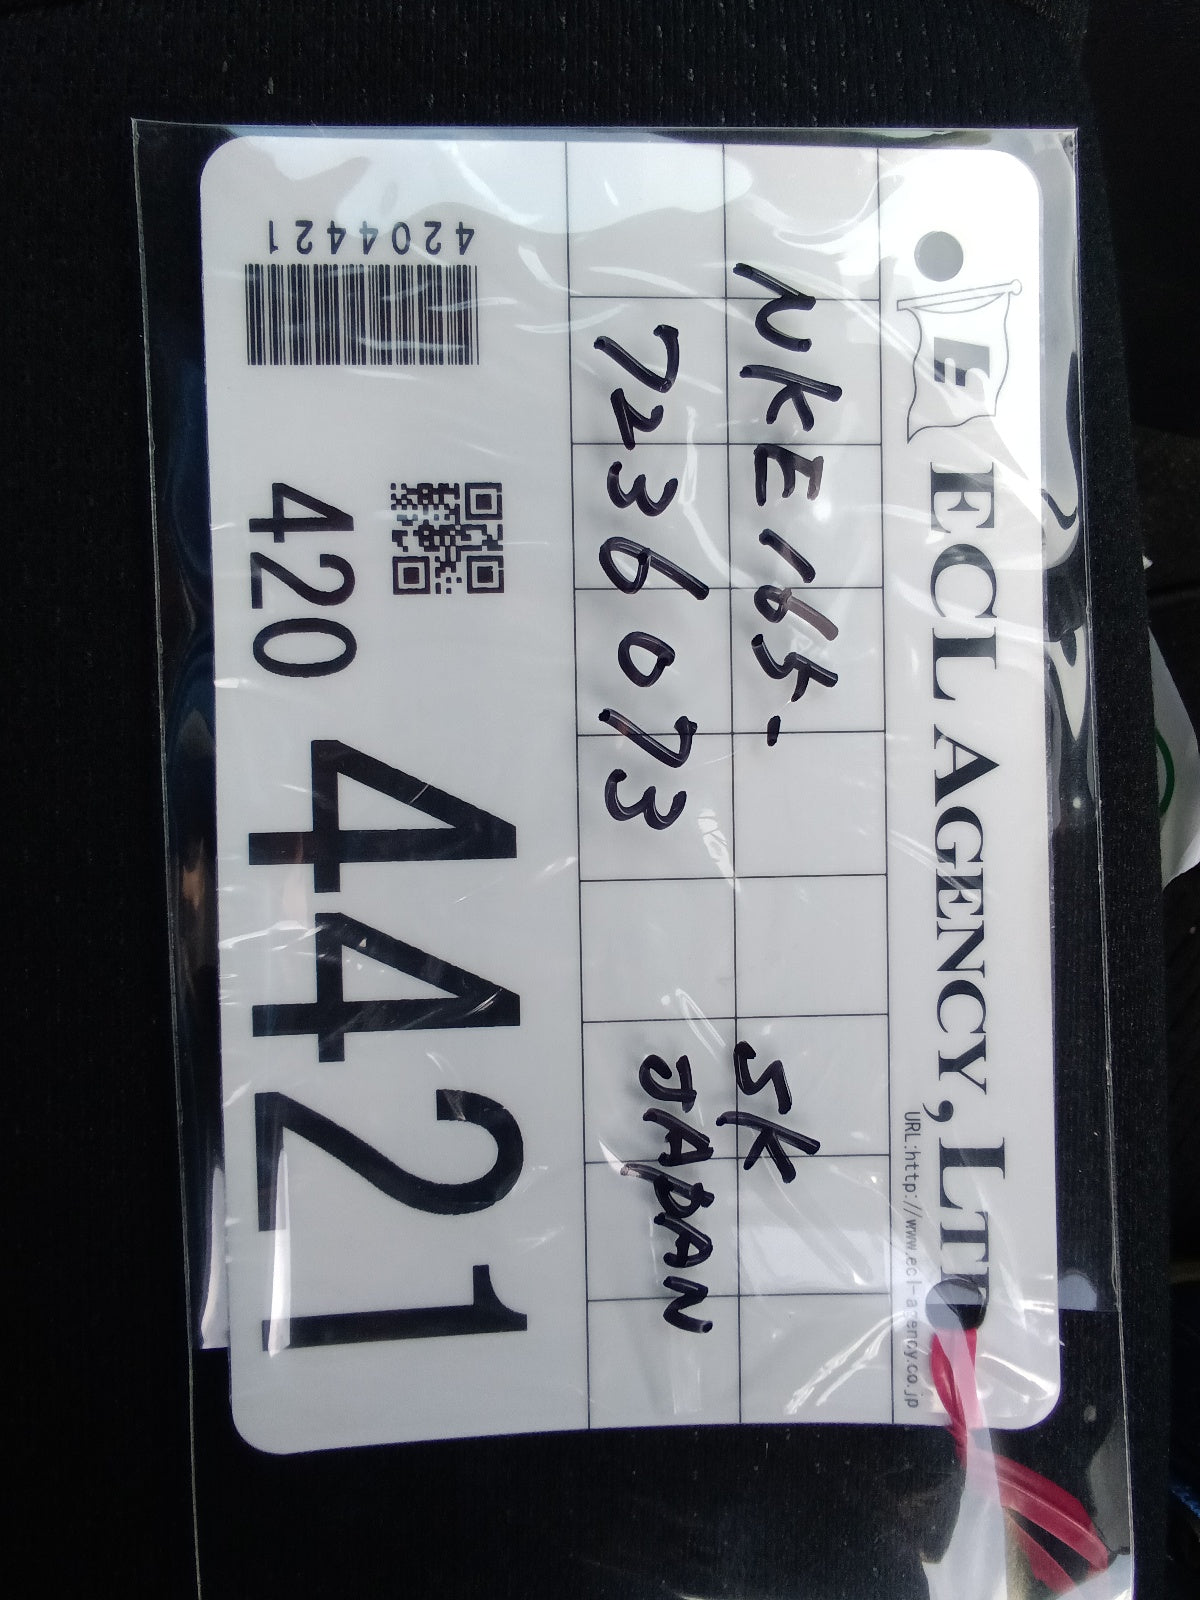 E
ECL AGENCY, LTD
URL:http://www.ecl-agency.co.jp
NKE165- SK
7236073 JAPAN
420 4421
4204421